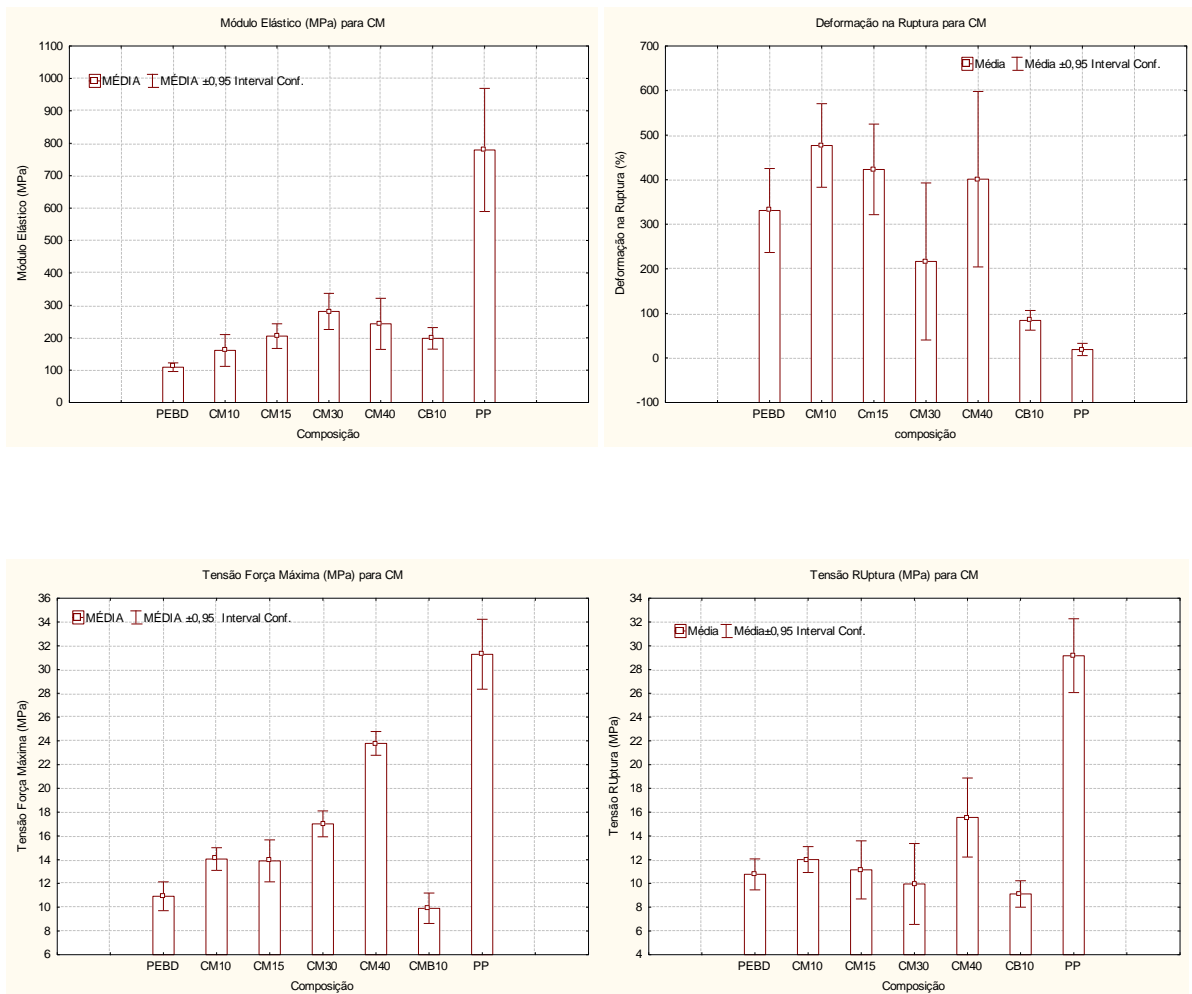 Módulo Elástico (MPa) para CM
MÉDIA MÉDIA ±0,95 Interval Conf.
Módulo Elástico (MPa)
1100
1000
900
800
700
600
500
400
300
200
100
0
PEBD CM10 CM15 CM30 CM40 CB10 PP
Composição
Deformação na Ruptura para CM
Média Média ±0,95 Interval Conf.
Deformação na Ruptura (%)
700
600
500
400
300
200
100
0
-100
PEBD CM10 Cm15 CM30 CM40 CB10 PP
composição
Tensão Força Máxima (MPa) para CM
MÉDIA MÉDIA ±0,95 Interval Conf.
Tensão Força Máxima (MPa)
36
34
32
30
28
26
24
22
20
18
16
14
12
10
8
6
PEBD CM10 CM15 CM30 CM40 CMB10 PP
Composição
Tensão RUptura (MPa) para CM
Média Média±0,95 Interval Conf.
Tensão RUptura (MPa)
34
32
30
28
26
24
22
20
18
16
14
12
10
8
6
4
PEBD CM10 CM15 CM30 CM40 CB10 PP
Composição